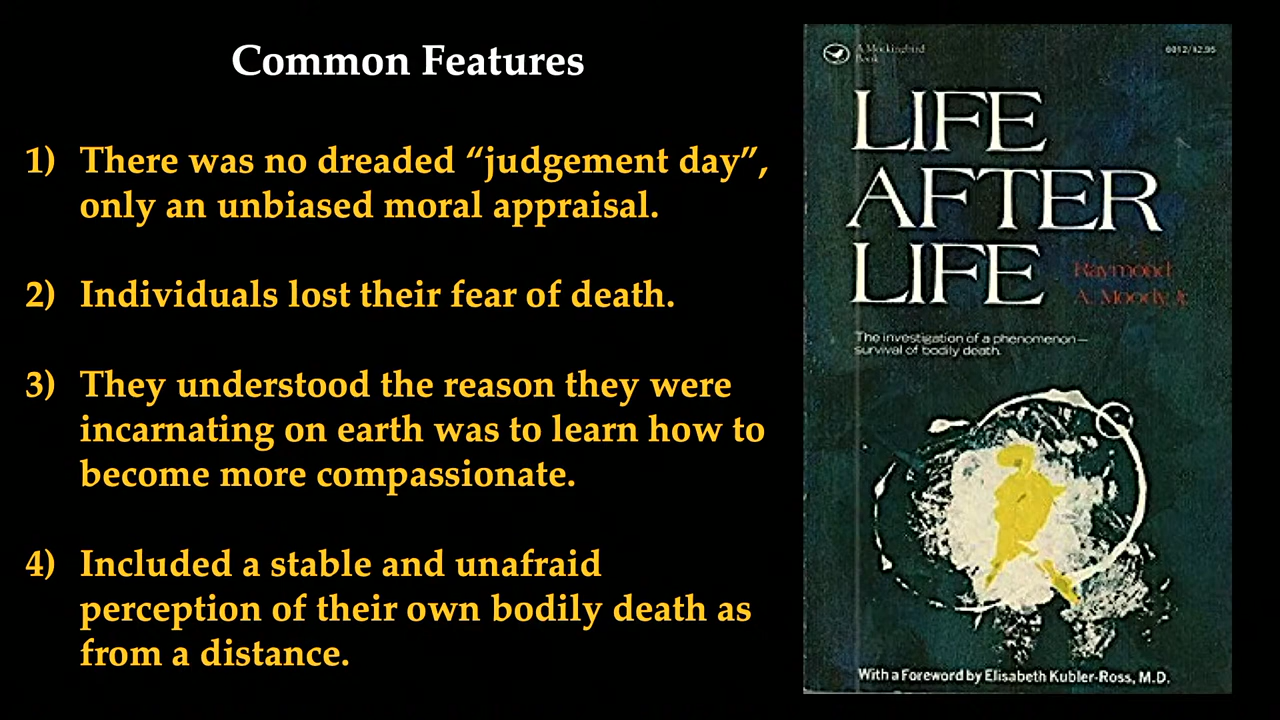 Common Features
1) There was no dreaded “judgement day”,
only an unbiased moral appraisal.
2) Individuals lost their fear of death.
3) They understood the reason they were
incarnating on earth was to learn how to
become more compassionate.
4) Included a stable and unafraid
perception of their own bodily death as
from a distance.
A Mockingbird
Book
6012/$2.95
LIFE
AFTER
LIFE
Raymond
A. Moody, Jr.
The investigation of a phenomenon—
survival of bodily death.
With a Foreword by Elisabeth Kubler-Ross, M.D.